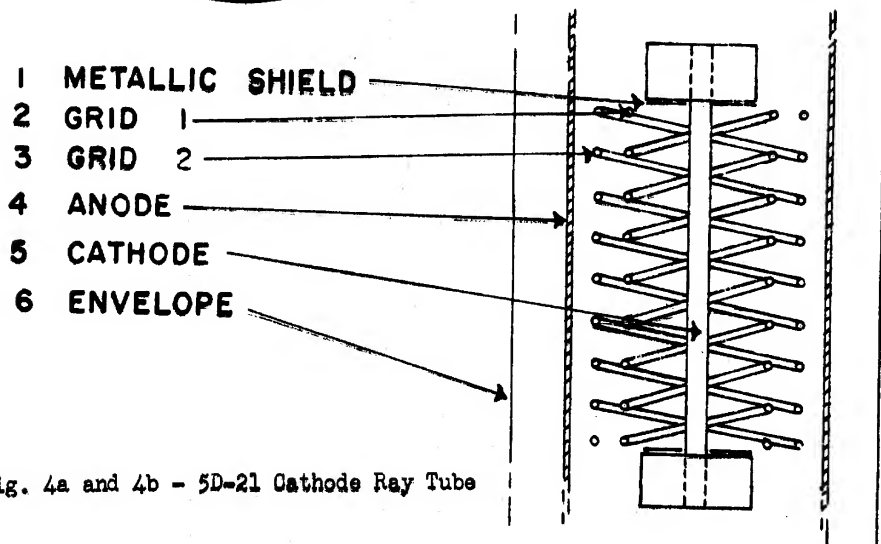 1 METALLIC SHIELD
2 GRID 1
3 GRID 2
4 ANODE
5 CATHODE
6 ENVELOPE
ig. 4a and 4b - 5D-21 Cathode Ray Tube